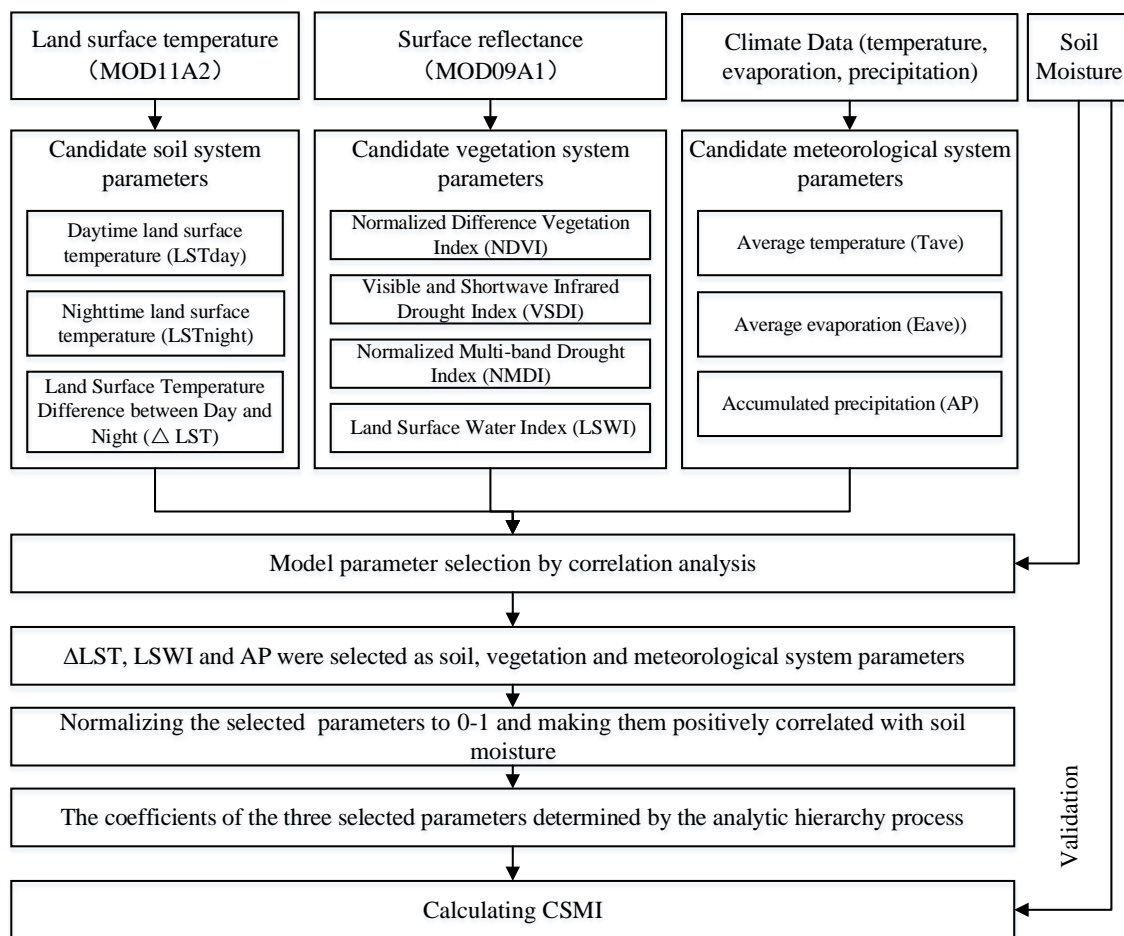 Land surface temperature
（MOD11A2）
Surface reflectance
（MOD09A1）
Climate Data (temperature,
evaporation, precipitation)
Soil
Moisture
Candidate soil system
parameters
Daytime land surface
temperature (LSTday)
Nighttime land surface
temperature (LSTnight)
Land Surface Temperature
Difference between Day and
Night (△ LST)
Candidate vegetation system
parameters
Normalized Difference Vegetation
Index (NDVI)
Visible and Shortwave Infrared
Drought Index (VSDI)
Normalized Multi-band Drought
Index (NMDI)
Land Surface Water Index (LSWI)
Candidate meteorological system
parameters
Average temperature (Tave)
Average evaporation (Eave))
Accumulated precipitation (AP)
Model parameter selection by correlation analysis
ΔLST, LSWI and AP were selected as soil, vegetation and meteorological system parameters
Normalizing the selected parameters to 0-1 and making them positively correlated with soil
moisture
The coefficients of the three selected parameters determined by the analytic hierarchy process
Validation
Calculating CSMI